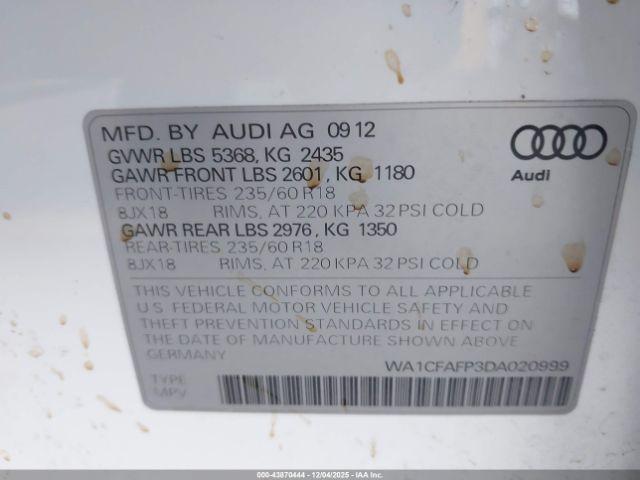 MFD. BY AUDI AG 09 12
GVWR LBS 5368, KG 2435
GAWR FRONT LBS 2601, KG 1180
FRONT-TIRES 235/60 R18
8JX18 RIMS, AT 220 KPA 32 PSI COLD
GAWR REAR LBS 2976, KG 1350
REAR-TIRES 235/60 R18
8JX18 RIMS, AT 220 KPA 32 PSI COLD
Audi
THIS VEHICLE CONFORMS TO ALL APPLICABLE
U.S. FEDERAL MOTOR VEHICLE SAFETY AND
THEFT PREVENTION STANDARDS IN EFFECT ON
THE DATE OF MANUFACTURE SHOWN ABOVE
GERMANY
WA1CFAFP3DA020999
TYPE
MPV
000-43870444 - 12/04/2025 - IAA Inc.